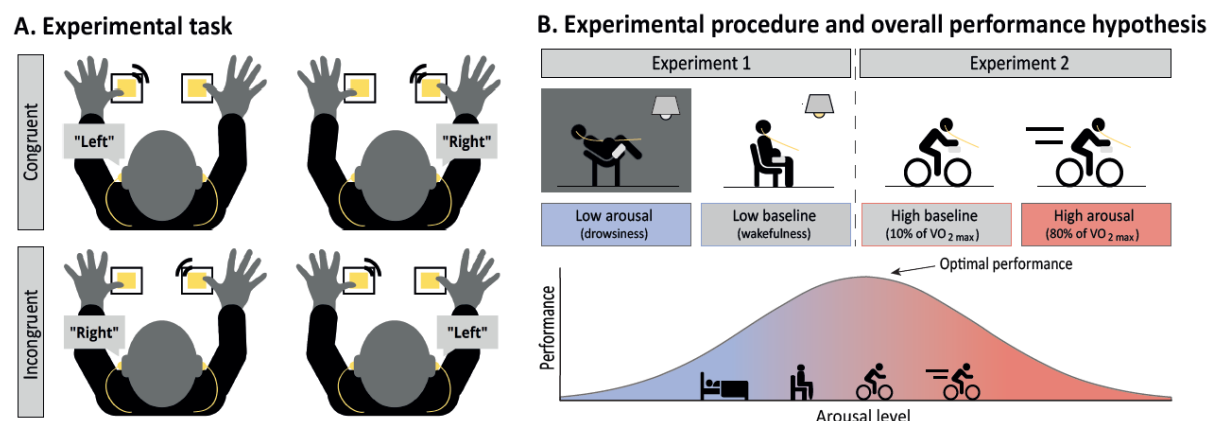 A. Experimental task
Congruent
"Left"
"Right"
Incongruent
"Right"
"Left"
B. Experimental procedure and overall performance hypothesis
Experiment 1
Experiment 2
Low arousal
(drowsiness)
Low baseline
(wakefulness)
High baseline
(10% of VO2 max)
High arousal
(80% of VO2 max)
Optimal performance
Performance
Arousal level